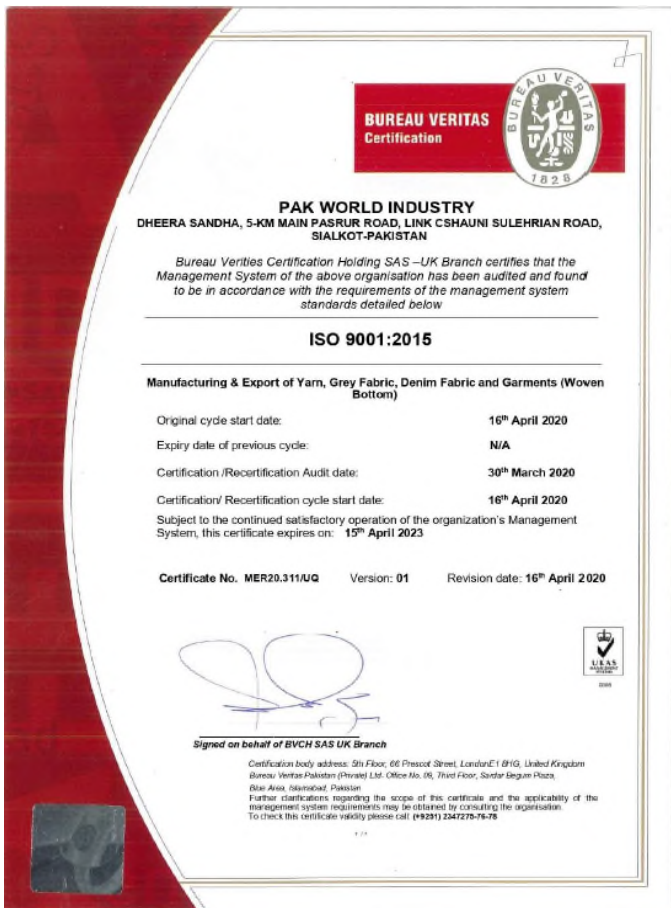 BUREAU VERITAS
Certification
BUREAU VERITAS
1828
PAK WORLD INDUSTRY
DHEERA SANDHA, 5-KM MAIN PASRUR ROAD, LINK CSHAUNI SULEHRIAN ROAD,
SIALKOT-PAKISTAN
Bureau Verities Certification Holding SAS –UK Branch certifies that the
Management System of the above organisation has been audited and found
to be in accordance with the requirements of the management system
standards detailed below
ISO 9001:2015
Manufacturing & Export of Yarn, Grey Fabric, Denim Fabric and Garments (Woven
Bottom)
Original cycle start date: 16th April 2020
Expiry date of previous cycle: N/A
Certification /Recertification Audit date: 30th March 2020
Certification/ Recertification cycle start date: 16th April 2020
Subject to the continued satisfactory operation of the organization's Management
System, this certificate expires on: 15th April 2023
Certificate No. MER20.311/UQ Version: 01 Revision date: 16th April 2020
UKAS
MANAGEMENT
SYSTEMS
Signed on behalf of BVCH SAS UK Branch
Certification body address: 5th Floor, 66 Prescot Street, LondonE1 8HG, United Kingdom
Bureau Veritas Pakistan (Private) Ltd. Office No. 09, Third Floor, Sardar Begum Plaza,
Blue Area, Islamabad, Pakistan
Further clarifications regarding the scope of this certificate and the applicability of the
management system requirements may be obtained by consulting the organisation.
To check this certificate validity please call: (+9251) 2347275-76-78